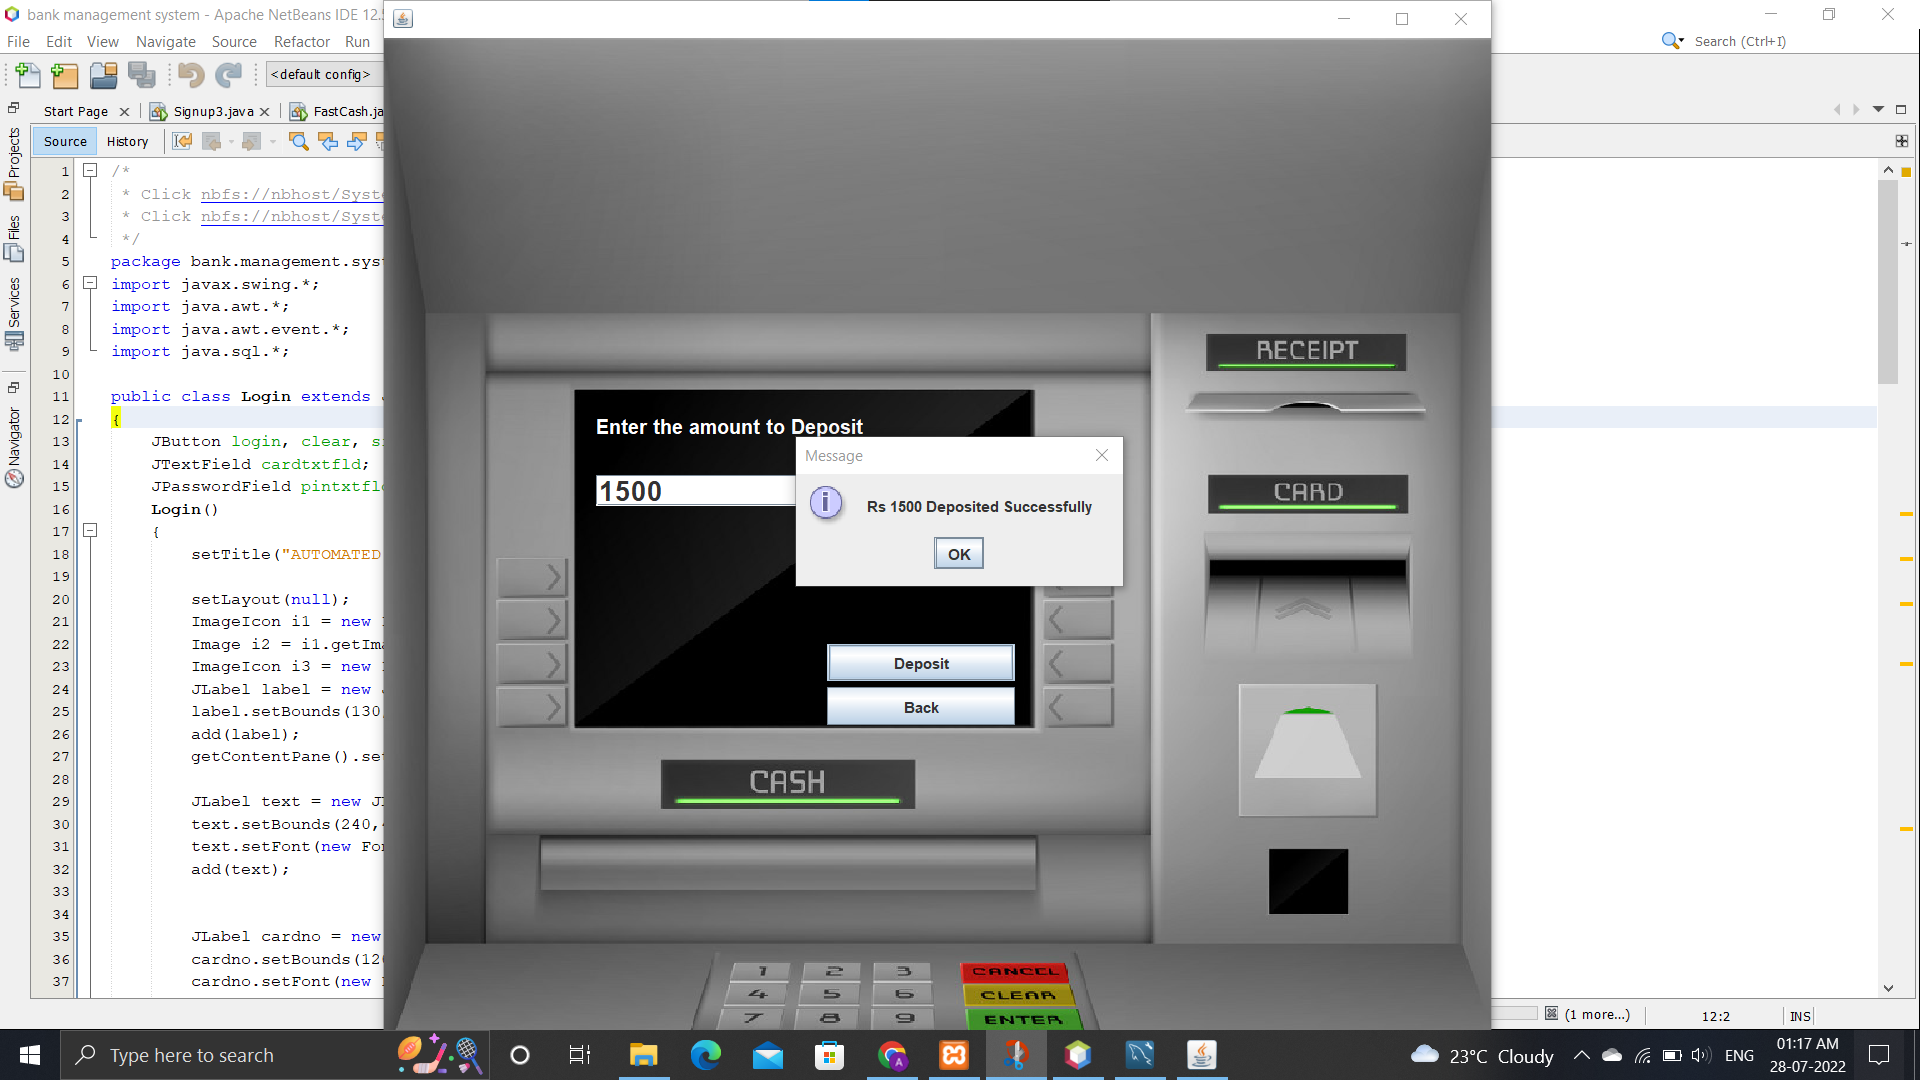 bank management system - Apache NetBeans IDE 12.5
File Edit View Navigate Source Refactor Run
Search (Ctrl+I)
<default config>
Start Page
Signup3.java
FastCash.ja
Source History
Projects
Files
Services
Navigator
1 /*
2 * Click nbfs://nbhost/Syst
3 * Click nbfs://nbhost/Syst
4 */
5 package bank.management.sys
6 import javax.swing.*;
7 import java.awt.*;
8 import java.awt.event.*;
9 import java.sql.*;
10
11 public class Login extends
12 {
13 JButton login, clear, s
14 JTextField cardtxtfld;
15 JPasswordField pintxtfl
16 Login()
17 {
18 setTitle("AUTOMATED
19
20 setLayout(null);
21 ImageIcon i1 = new
22 Image i2 = i1.getIma
23 ImageIcon i3 = new
24 JLabel label = new
25 label.setBounds(130
26 add(label);
27 getContentPane().se
28
29 JLabel text = new J
30 text.setBounds(240,
31 text.setFont(new Fo
32 add(text);
33
34
35 JLabel cardno = new
36 cardno.setBounds(12
37 cardno.setFont(new
Enter the amount to Deposit
1500
Message
Rs 1500 Deposited Successfully
OK
Deposit
Back
CASH
RECEIPT
CARD
1 2 3 CANCEL
4 5 6 CLEAR
7 8 9 ENTER
(1 more...)
12:2
INS
Type here to search
23°C Cloudy
ENG
01:17 AM
28-07-2022